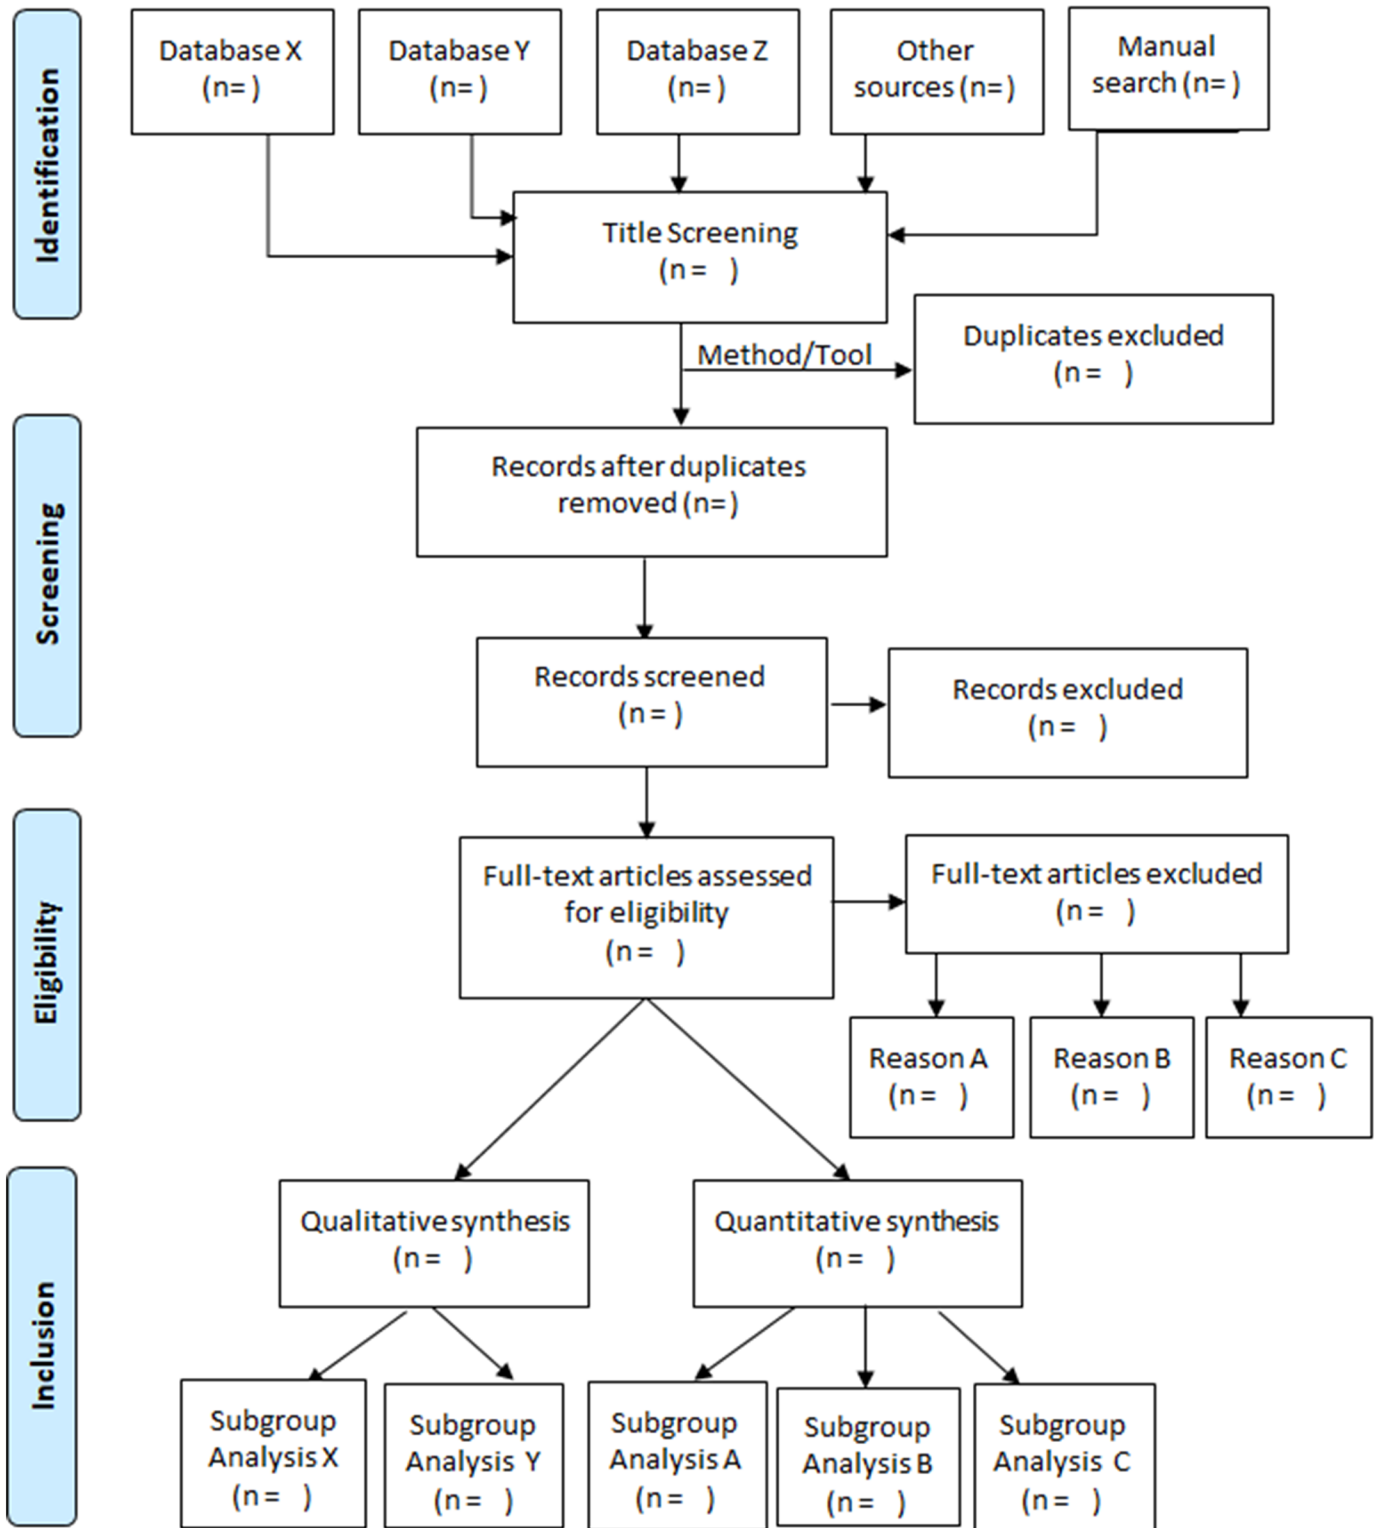 Identification
Database X
(n= )
Database Y
(n= )
Database Z
(n= )
Other
sources (n= )
Manual
search (n= )
Title Screening
(n =   )
Method/Tool
Duplicates excluded
(n =   )
Screening
Records after duplicates
removed (n= )
Records screened
(n = )
Records excluded
(n =   )
Eligibility
Full-text articles assessed
for eligibility
(n =   )
Full-text articles excluded
(n =   )
Reason A
(n =   )
Reason B
(n =   )
Reason C
(n =   )
Inclusion
Qualitative synthesis
(n =   )
Quantitative synthesis
(n =   )
Subgroup
Analysis X
(n =   )
Subgroup
Analysis Y
(n =   )
Subgroup
Analysis A
(n =   )
Subgroup
Analysis B
(n =   )
Subgroup
Analysis C
(n =   )